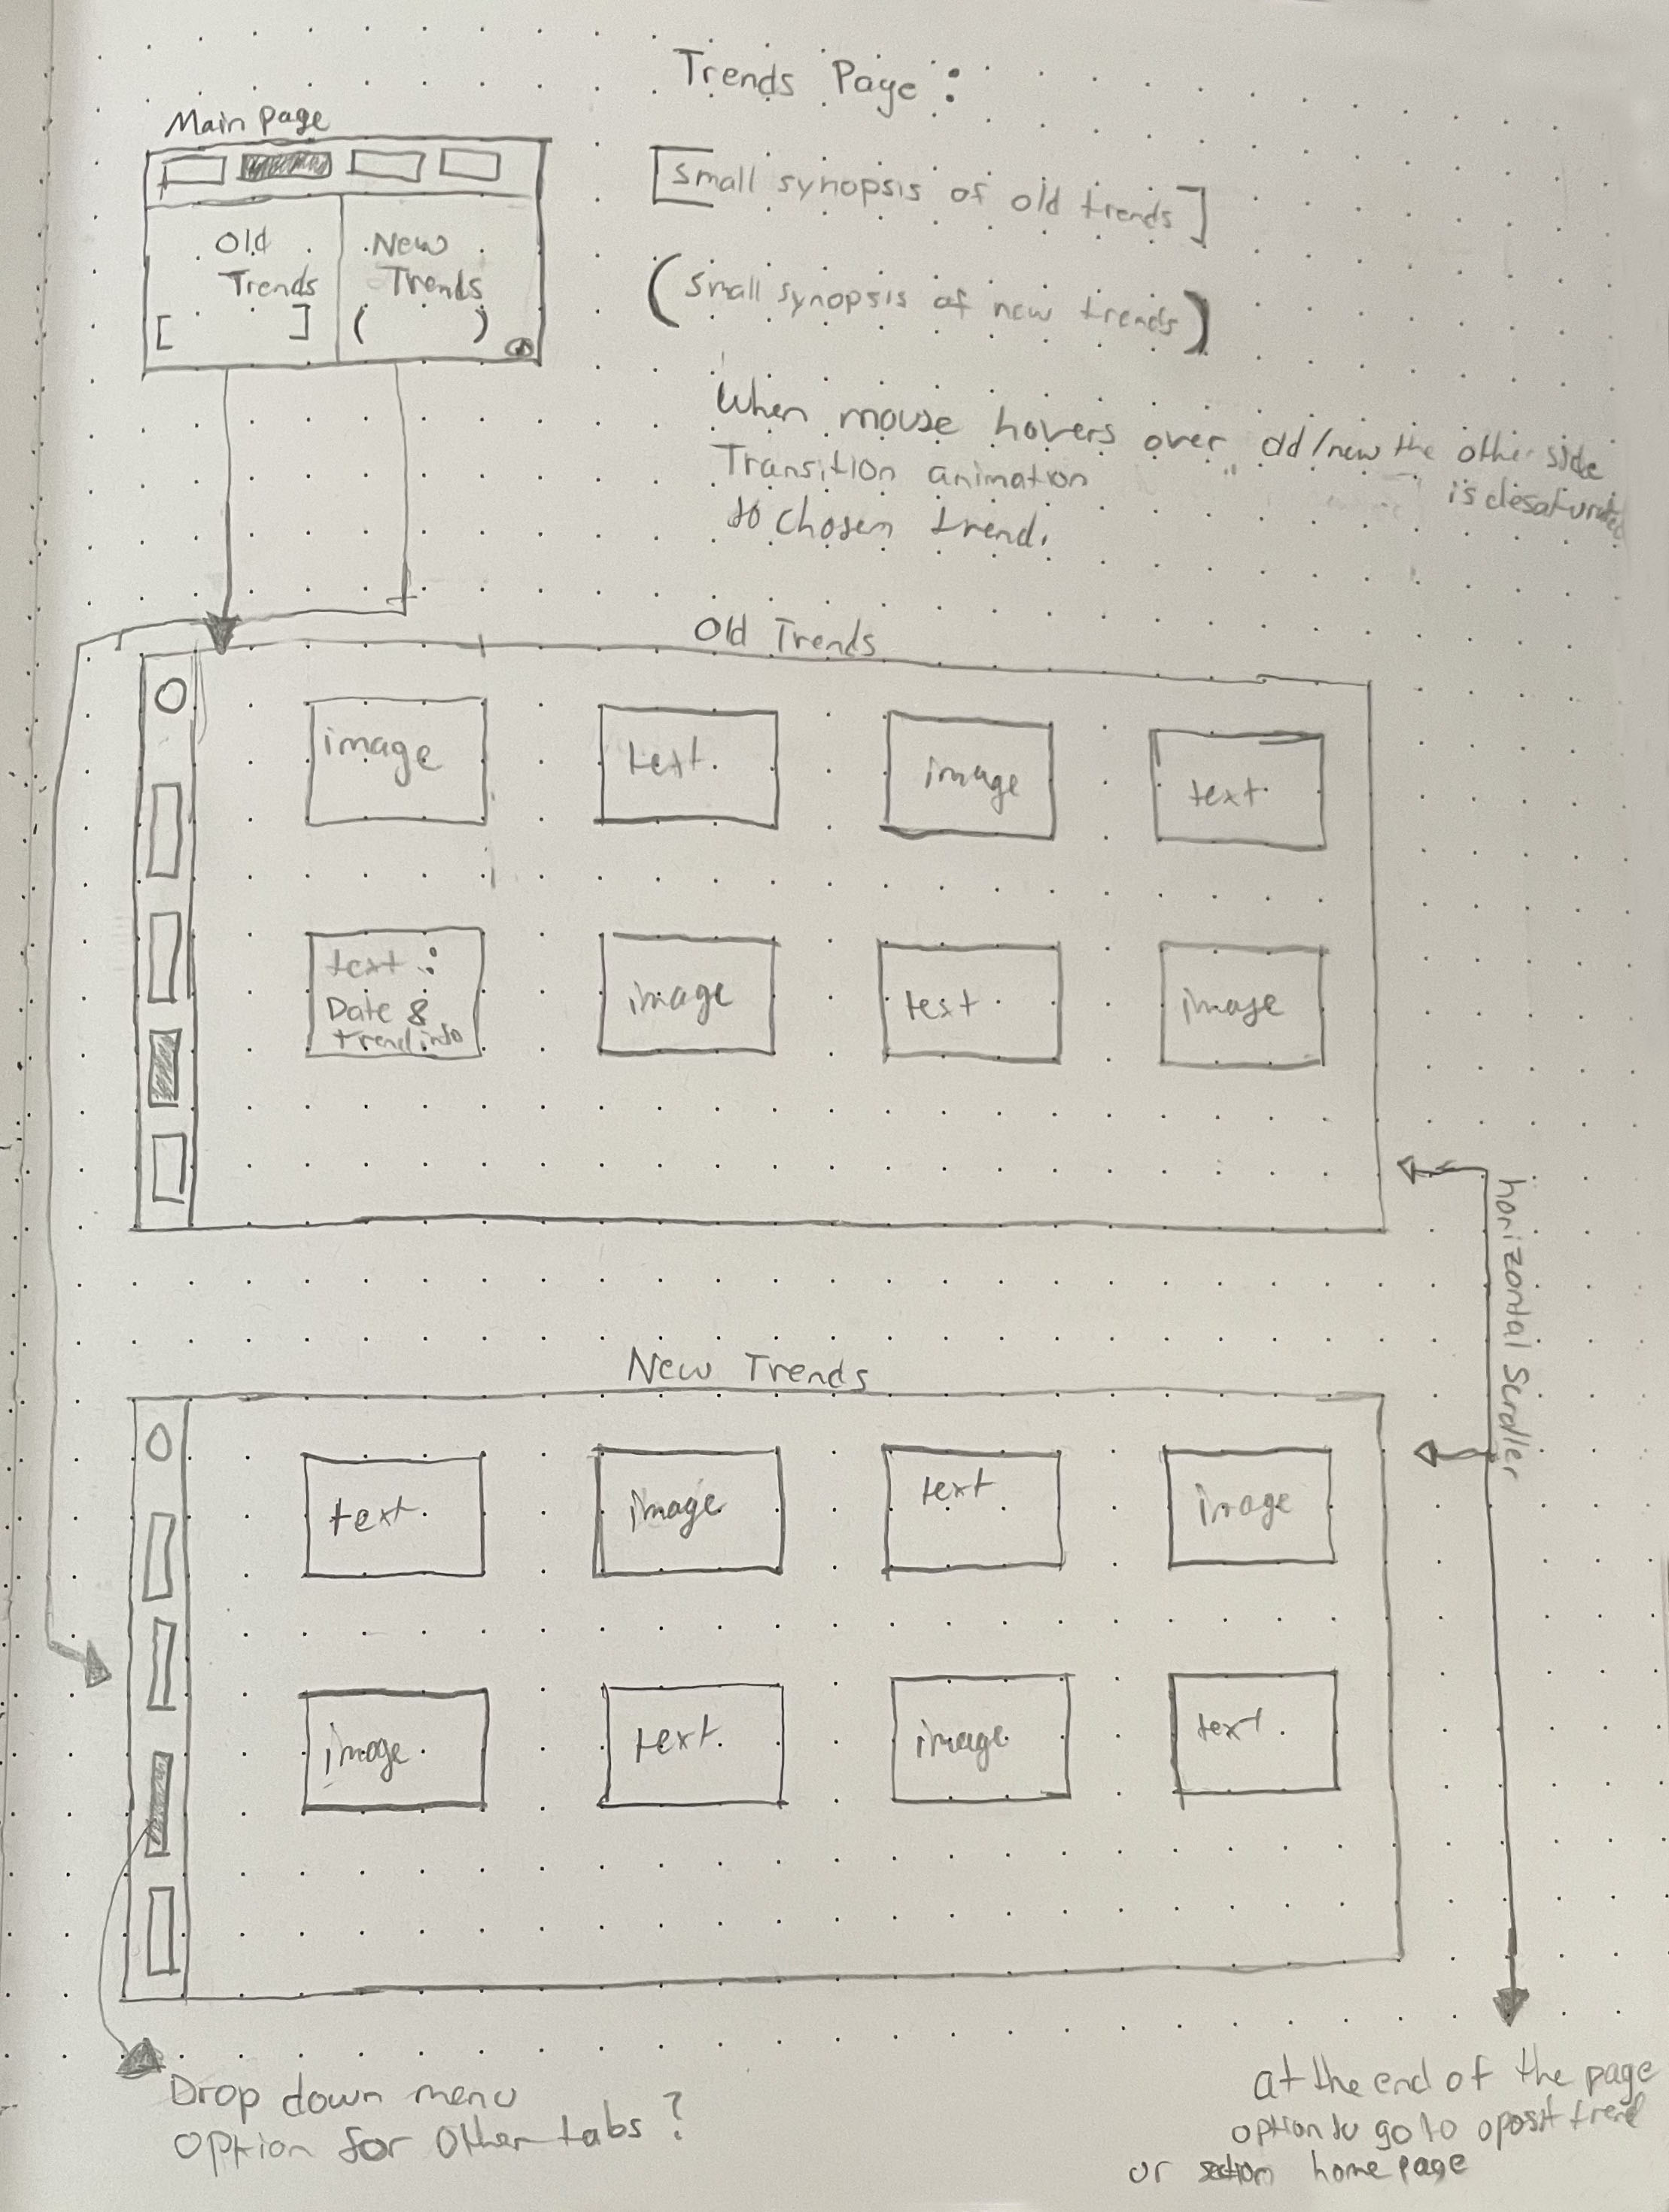 Trends Page :
Main page
Old
Trends
[ ]
New
Trends
( )
[small synopsis of old trends]
(small synopsis of new trends)
When mouse hovers over old/new the other side
is desaturated
Transition animation
to chosen trend.
Old Trends
image
text.
image
text.
text :
Date &
trend info
image
text.
image
horizontal Scroller
New Trends
text.
image
text.
image
image.
text.
image.
text.
Drop down menu
option for other tabs ?
at the end of the page
option to go to oposit trend
or section home page